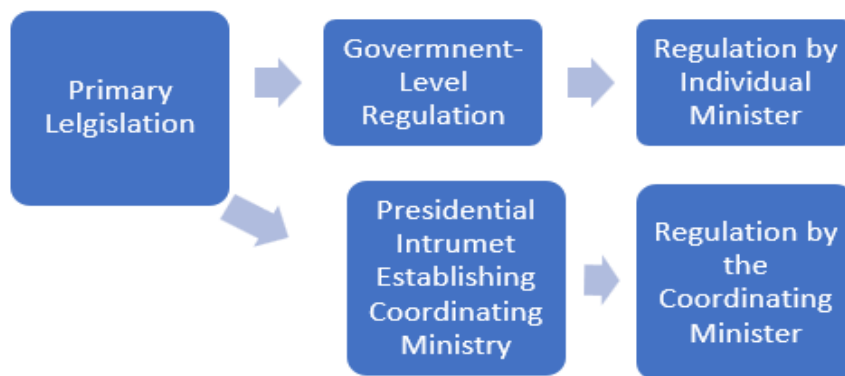 Primary
Lelgislation
Govermnent-
Level
Regulation
Regulation by
Individual
Minister
Presidential
Intrumet
Establishing
Coordinating
Ministry
Regulation by
the
Coordinating
Minister